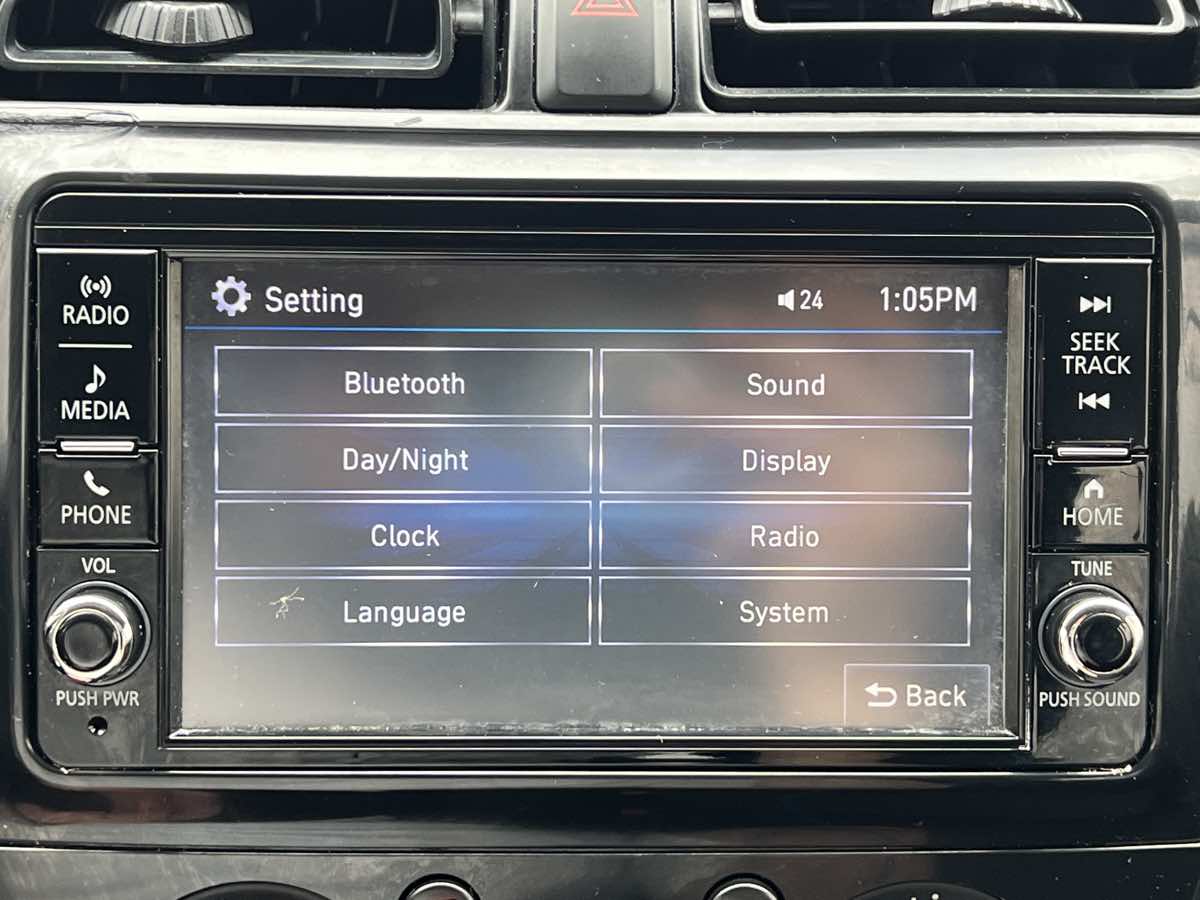 RADIO
MEDIA
PHONE
VOL
PUSH PWR
Setting
24
1:05PM
Bluetooth
Sound
Day/Night
Display
Clock
Radio
Language
System
Back
SEEK
TRACK
HOME
TUNE
PUSH SOUND